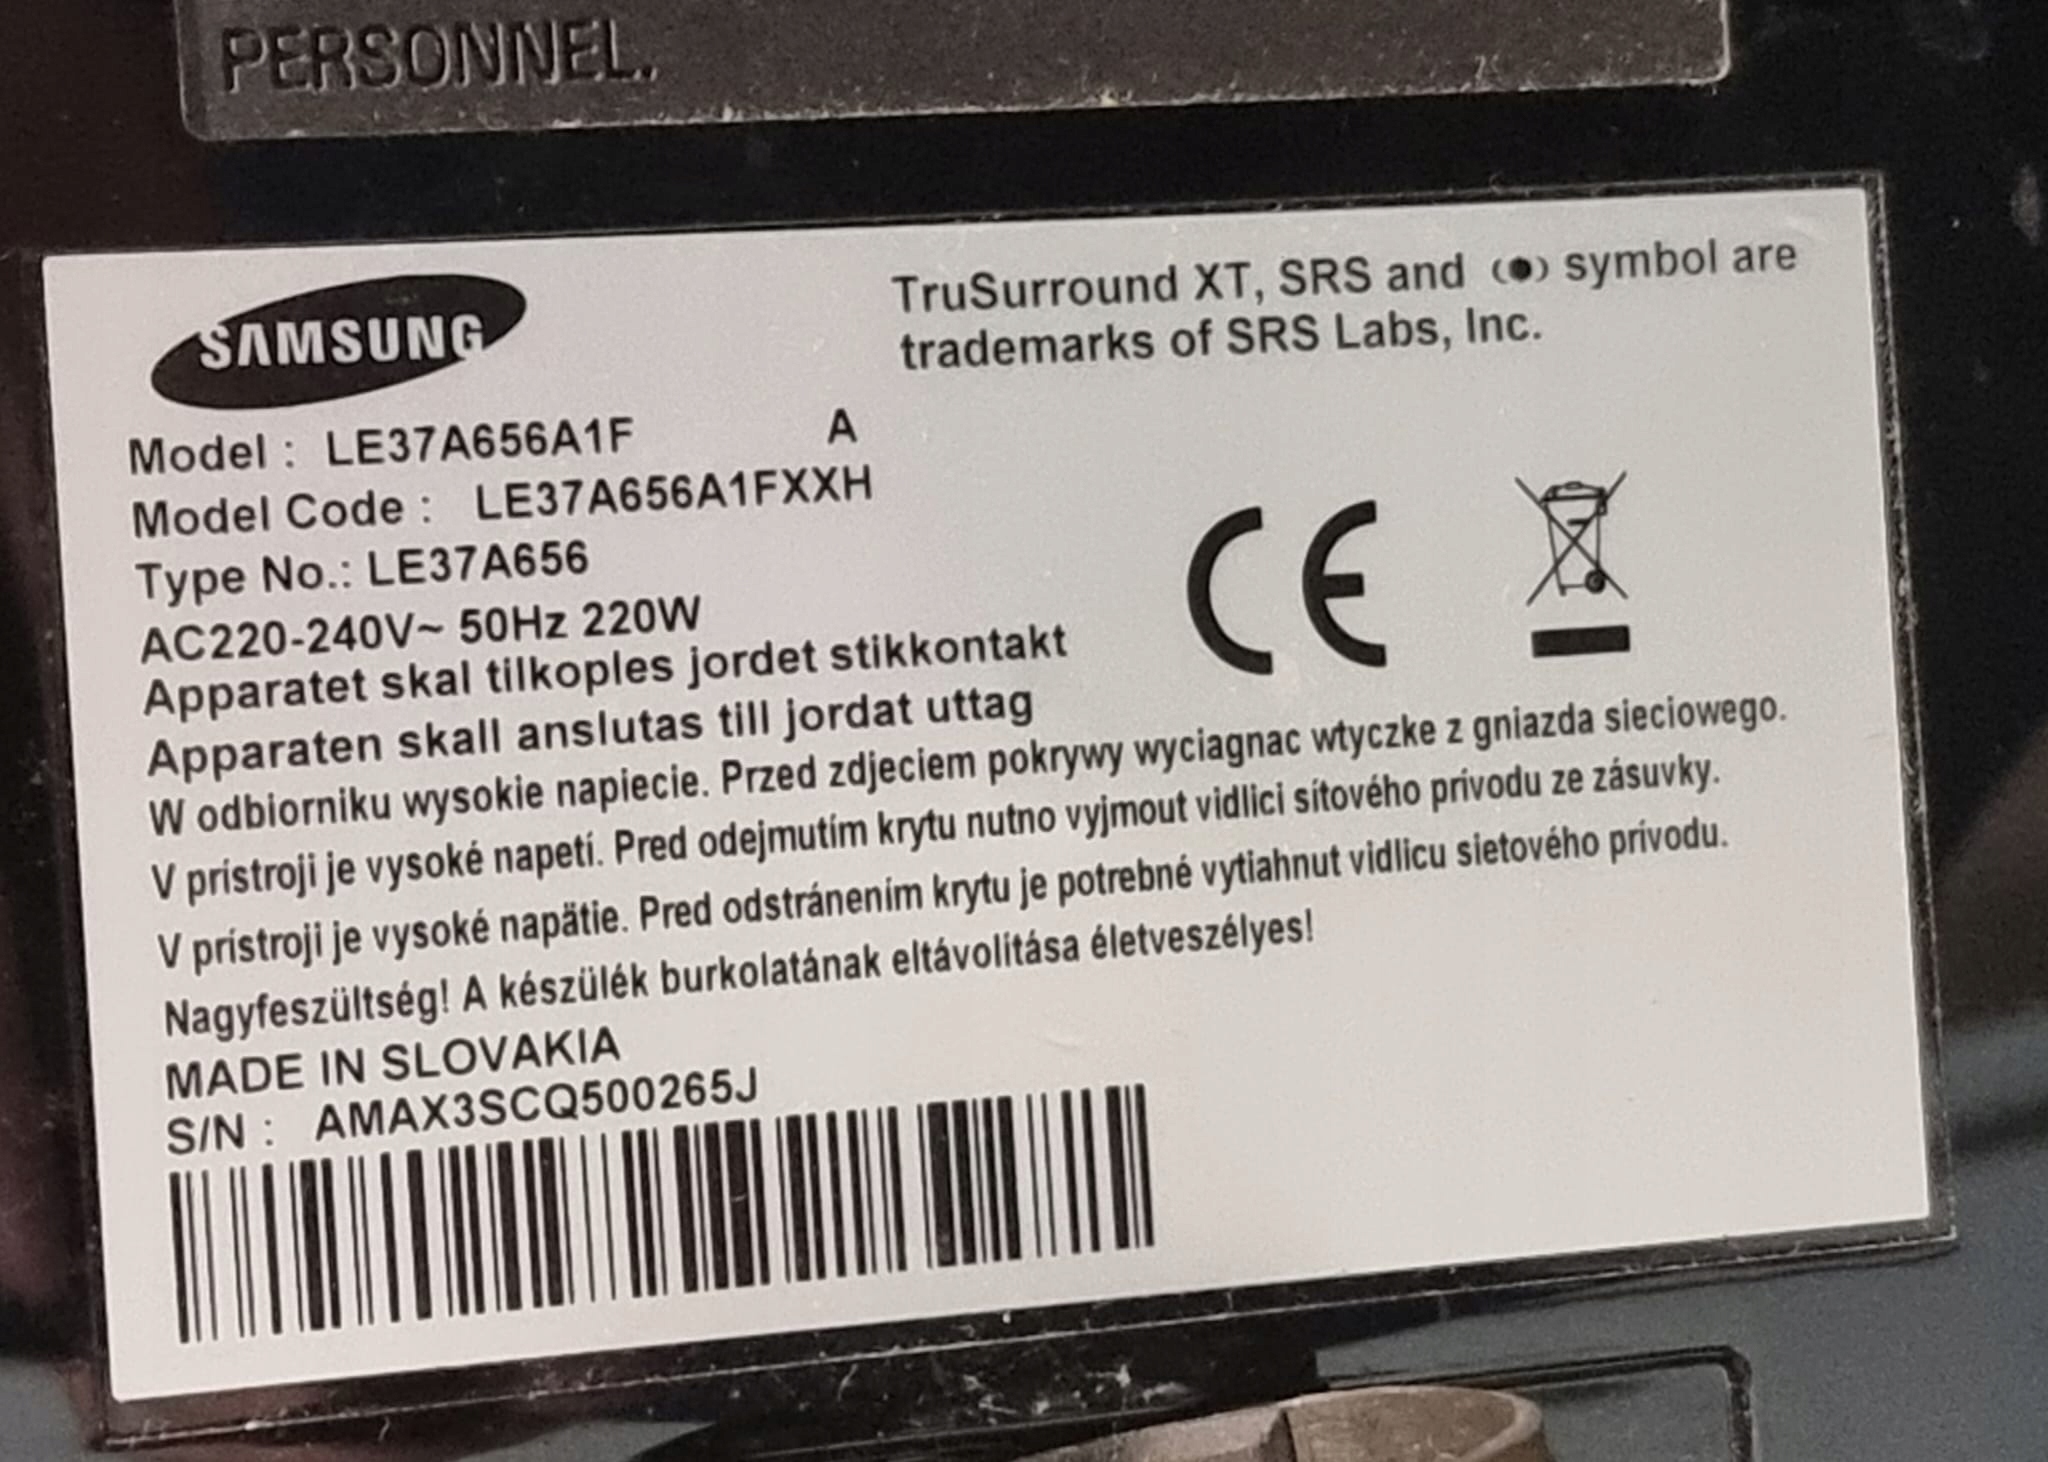 PERSONNEL.
SAMSUNG
TruSurround XT, SRS and (●) symbol are
trademarks of SRS Labs, Inc.
Model : LE37A656A1F A
Model Code : LE37A656A1FXXH
Type No.: LE37A656
AC220-240V~ 50Hz 220W
Apparatet skal tilkoples jordet stikkontakt
Apparaten skall anslutas till jordat uttag
W odbiorniku wysokie napiecie. Przed zdjeciem pokrywy wyciagnac wtyczke z gniazda sieciowego.
V prístroji je vysoké napetí. Pred odejmutím krytu nutno vyjmout vidlici sítového prívodu ze zásuvky.
V prístroji je vysoké napätie. Pred odstránením krytu je potrebné vytiahnut vidlicu sietového prívodu.
Nagyfeszültség! A készülék burkolatának eltávolítása életveszélyes!
MADE IN SLOVAKIA
S/N : AMAX3SCQ500265J
CE